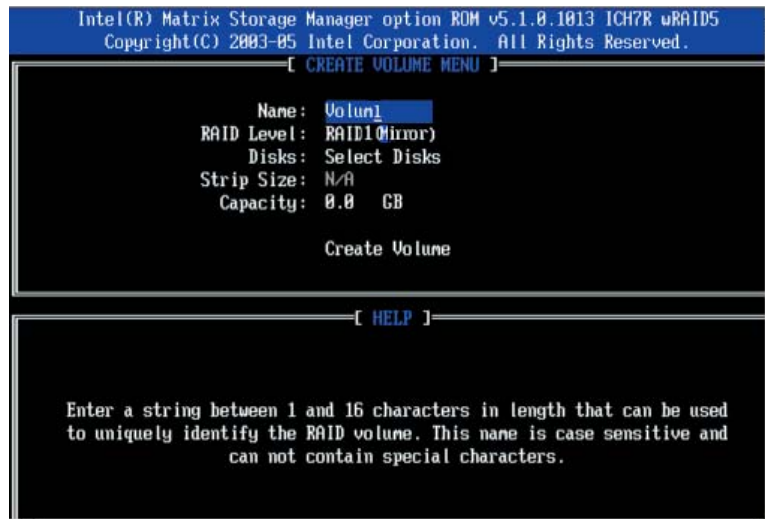 Intel(R) Matrix Storage Manager option ROM v5.1.0.1013 ICH7R wRAID5
Copyright(C) 2003-05 Intel Corporation. All Rights Reserved.
[ CREATE VOLUME MENU ]
Name: Volum1
RAID Level: RAID1(Mirror)
Disks: Select Disks
Strip Size: N/A
Capacity: 0.0 GB
Create Volume
[ HELP ]
Enter a string between 1 and 16 characters in length that can be used
to uniquely identify the RAID volume. This name is case sensitive and
can not contain special characters.